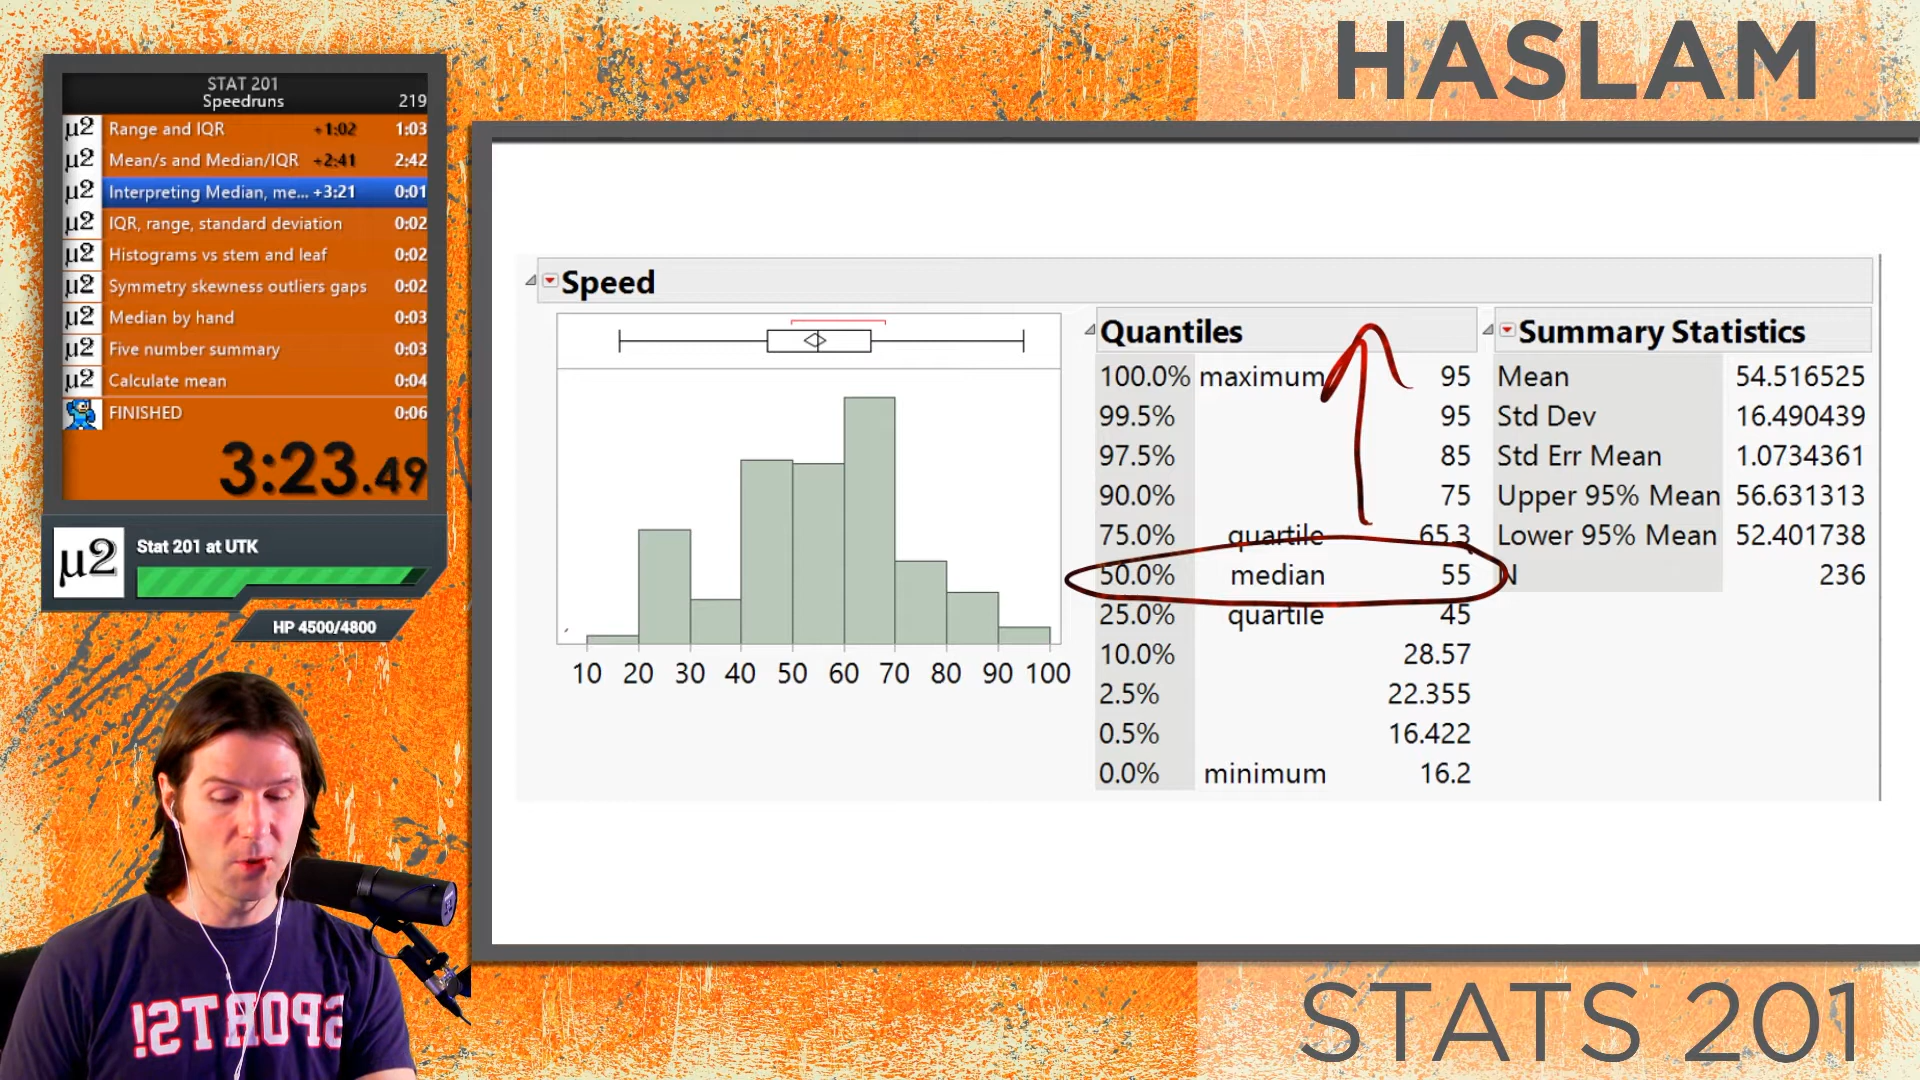 HASLAM
STAT 201
Speedruns 219
μ2 Range and IQR +1:02 1:03
μ2 Mean/s and Median/IQR +2:41 2:42
μ2 Interpreting Median, me... +3:21 0:01
μ2 IQR, range, standard deviation 0:02
μ2 Histograms vs stem and leaf 0:02
μ2 Symmetry skewness outliers gaps 0:02
μ2 Median by hand 0:03
μ2 Five number summary 0:03
μ2 Calculate mean 0:04
FINISHED 0:06
3:23.49
μ2 Stat 201 at UTK
HP 4500/4800
SPORTS!
Speed
10 20 30 40 50 60 70 80 90 100
Quantiles
100.0% maximum 95
99.5% 95
97.5% 85
90.0% 75
75.0% quartile 65.3
50.0% median 55
25.0% quartile 45
10.0% 28.57
2.5% 22.355
0.5% 16.422
0.0% minimum 16.2
Summary Statistics
Mean 54.516525
Std Dev 16.490439
Std Err Mean 1.0734361
Upper 95% Mean 56.631313
Lower 95% Mean 52.401738
N 236
STATS 201